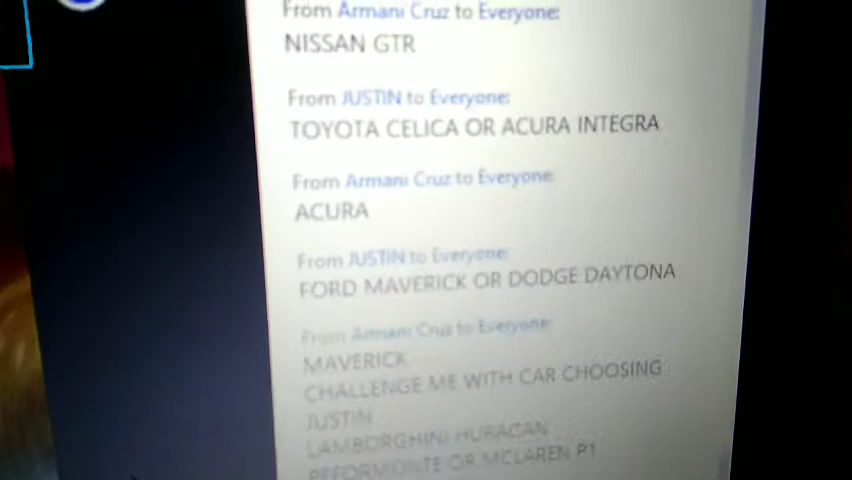 From Armani Cruz to Everyone:
NISSAN GTR
From JUSTIN to Everyone:
TOYOTA CELICA OR ACURA INTEGRA
From Armani Cruz to Everyone:
ACURA
From JUSTIN to Everyone:
FORD MAVERICK OR DODGE DAYTONA
From Armani Cruz to Everyone:
MAVERICK
CHALLENGE ME WITH CAR CHOOSING
JUSTIN
LAMBORGHINI HURACAN
PEFORMONTE OR MCLAREN P1